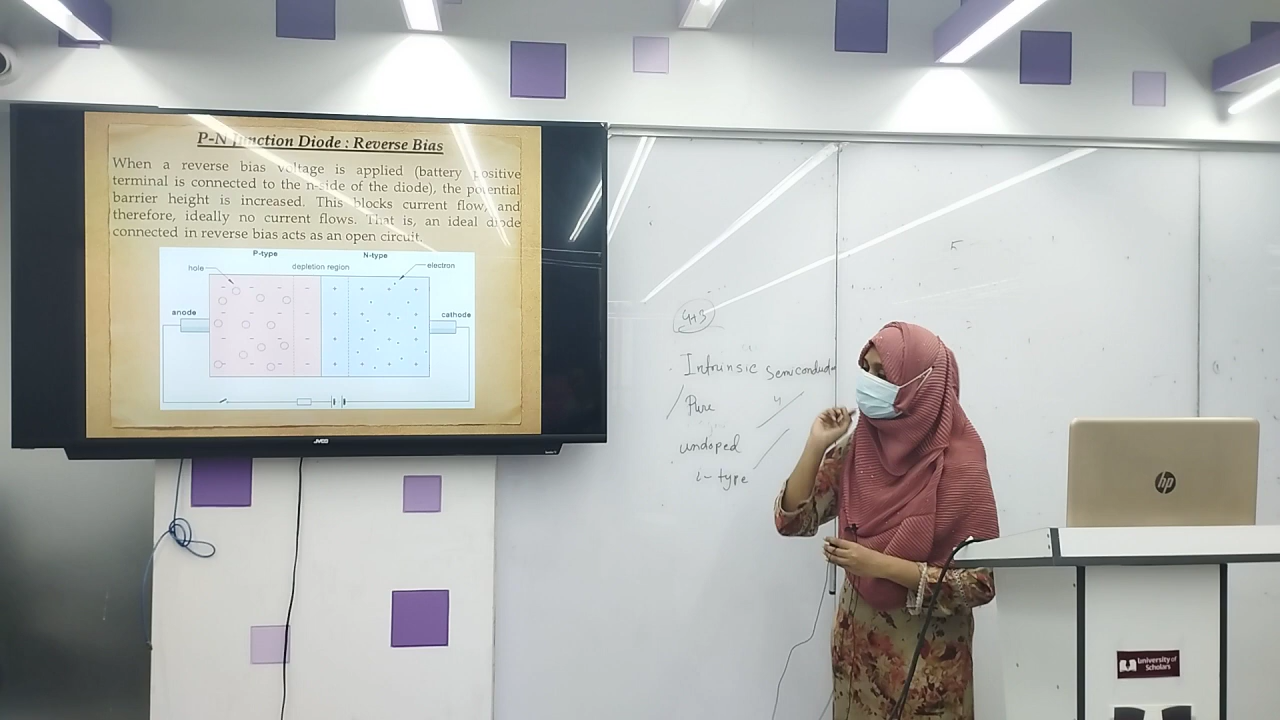 P-N Junction Diode : Reverse Bias
When a reverse bias voltage is applied (battery positive
terminal is connected to the n-side of the diode), the potential
barrier height is increased. This blocks current flow, and
therefore, ideally no current flows. That is, an ideal diode
connected in reverse bias acts as an open circuit.
P-type N-type
hole depletion region electron
anode cathode
JVCO
Intrinsic semiconductor
Pure
undoped
i-type
hp
University of
Scholars